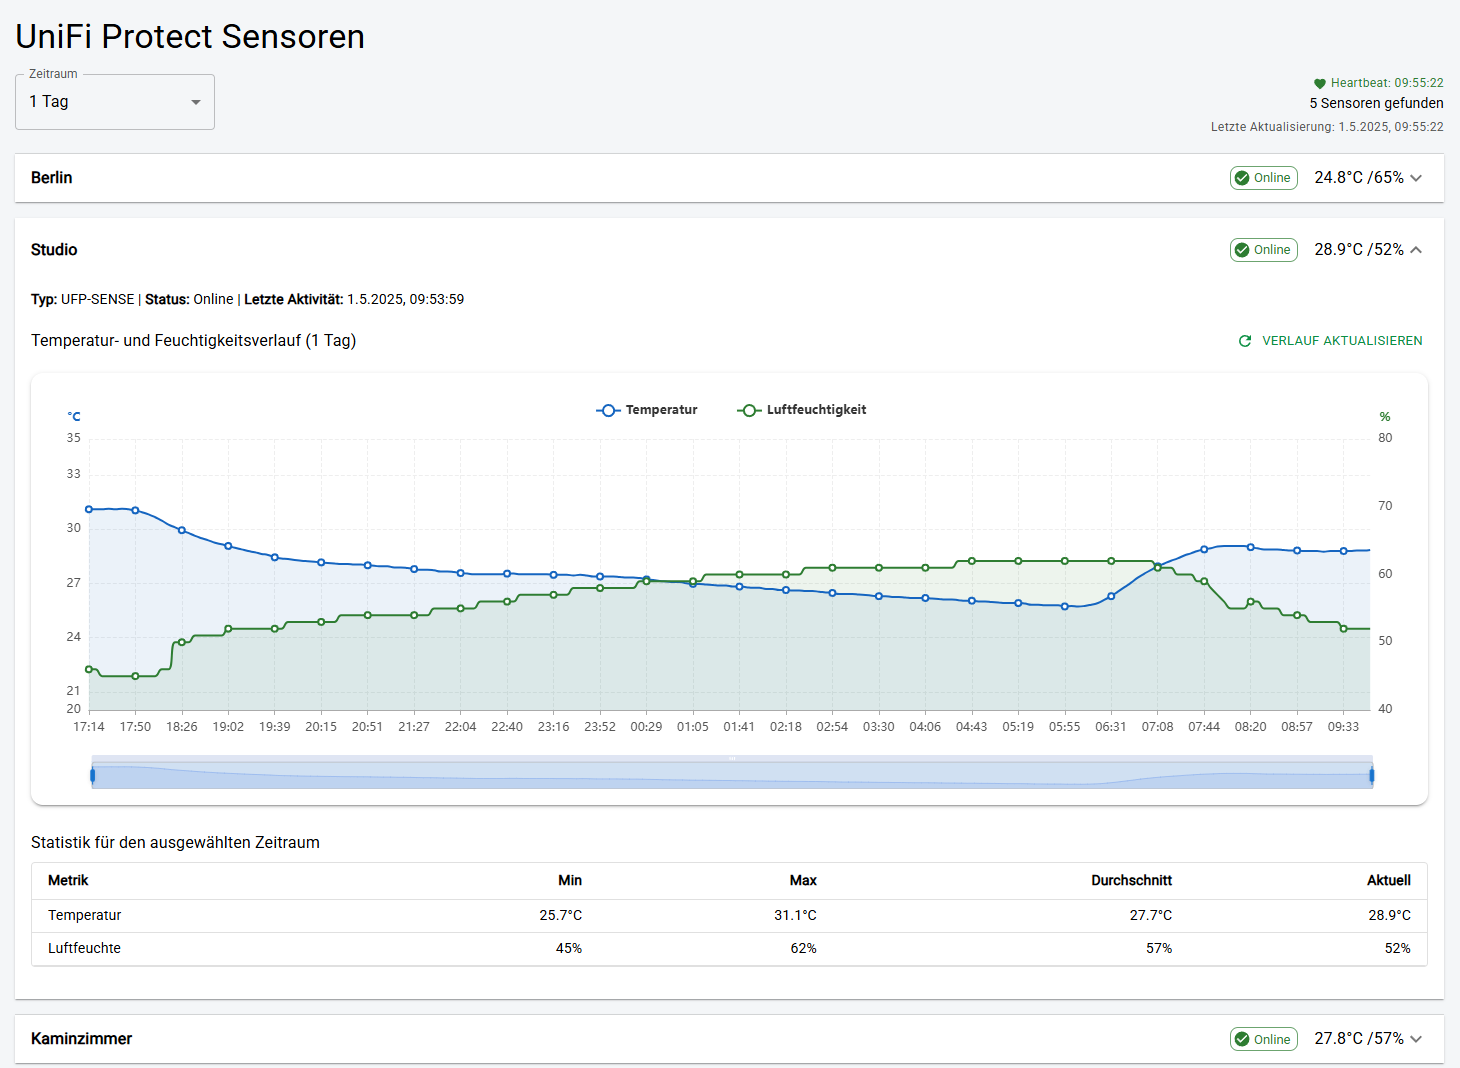 UniFi Protect Sensoren
Zeitraum
1 Tag
Heartbeat: 09:55:22
5 Sensoren gefunden
Letzte Aktualisierung: 1.5.2025, 09:55:22
Berlin Online 24.8°C /65%
Studio Online 28.9°C /52%
Typ: UFP-SENSE | Status: Online | Letzte Aktivität: 1.5.2025, 09:53:59
Temperatur- und Feuchtigkeitsverlauf (1 Tag) VERLAUF AKTUALISIEREN
Temperatur Luftfeuchtigkeit
°C %
35 80
33
70
30
27 60
24 50
21
20 40
17:14 17:50 18:26 19:02 19:39 20:15 20:51 21:27 22:04 22:40 23:16 23:52 00:29 01:05 01:41 02:18 02:54 03:30 04:06 04:43 05:19 05:55 06:31 07:08 07:44 08:20 08:57 09:33
Statistik für den ausgewählten Zeitraum
Metrik Min Max Durchschnitt Aktuell
Temperatur 25.7°C 31.1°C 27.7°C 28.9°C
Luftfeuchte 45% 62% 57% 52%
Kaminzimmer Online 27.8°C /57%